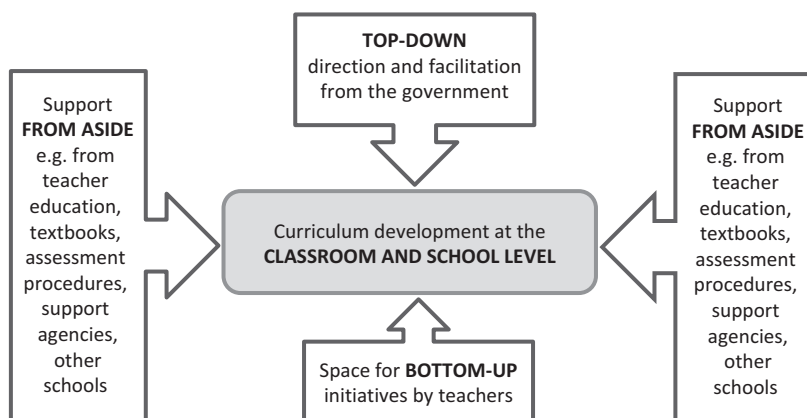 TOP-DOWN
direction and facilitation
from the government
Support
FROM ASIDE
e.g. from
teacher
education,
textbooks,
assessment
procedures,
support
agencies,
other
schools
Curriculum development at the
CLASSROOM AND SCHOOL LEVEL
Support
FROM ASIDE
e.g. from
teacher
education,
textbooks,
assessment
procedures,
support
agencies,
other
schools
Space for BOTTOM-UP
initiatives by teachers